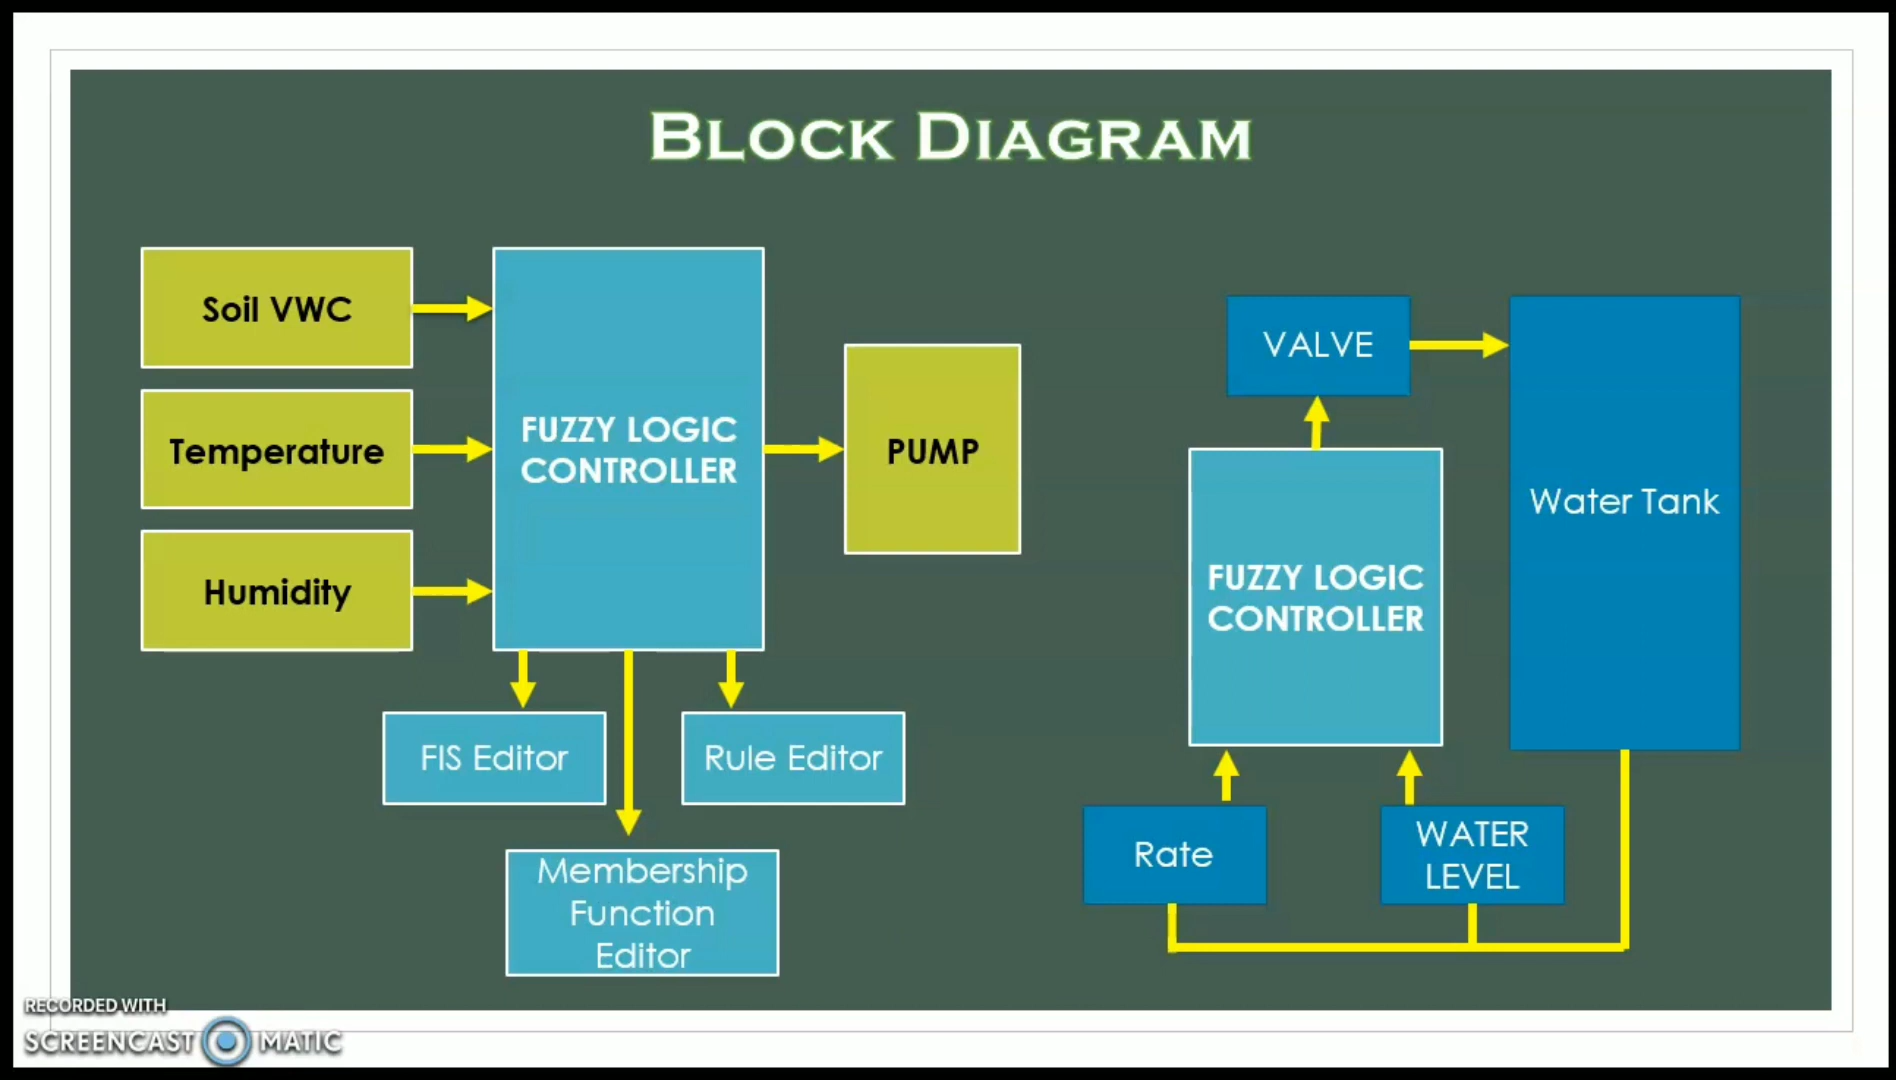 BLOCK DIAGRAM
Soil VWC
Temperature
Humidity
FUZZY LOGIC
CONTROLLER
PUMP
FIS Editor
Rule Editor
Membership
Function
Editor
VALVE
Water Tank
FUZZY LOGIC
CONTROLLER
Rate
WATER
LEVEL
RECORDED WITH
SCREENCAST MATIC